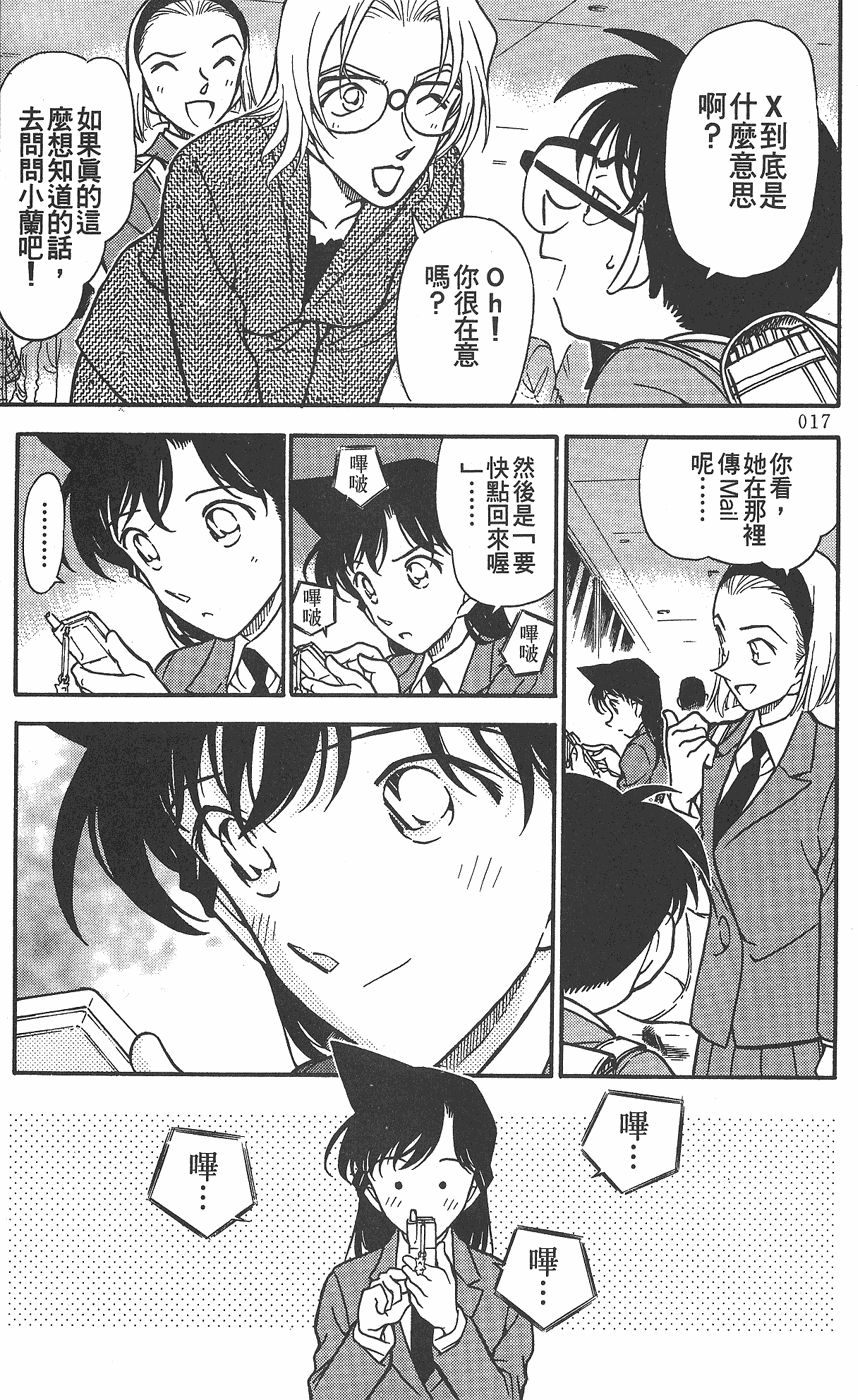 X到底是
什麼意思
啊？
Oh！
你很在意
嗎？
如果真的這
麼想知道的話，
去問問小蘭吧！
017
你看，
她在那裡
傳Mail
呢……
然後是「要
快點回來喔
」……
嗶
啵
嗶
啵
嗶
啵
………
嗶…
嗶…
嗶…